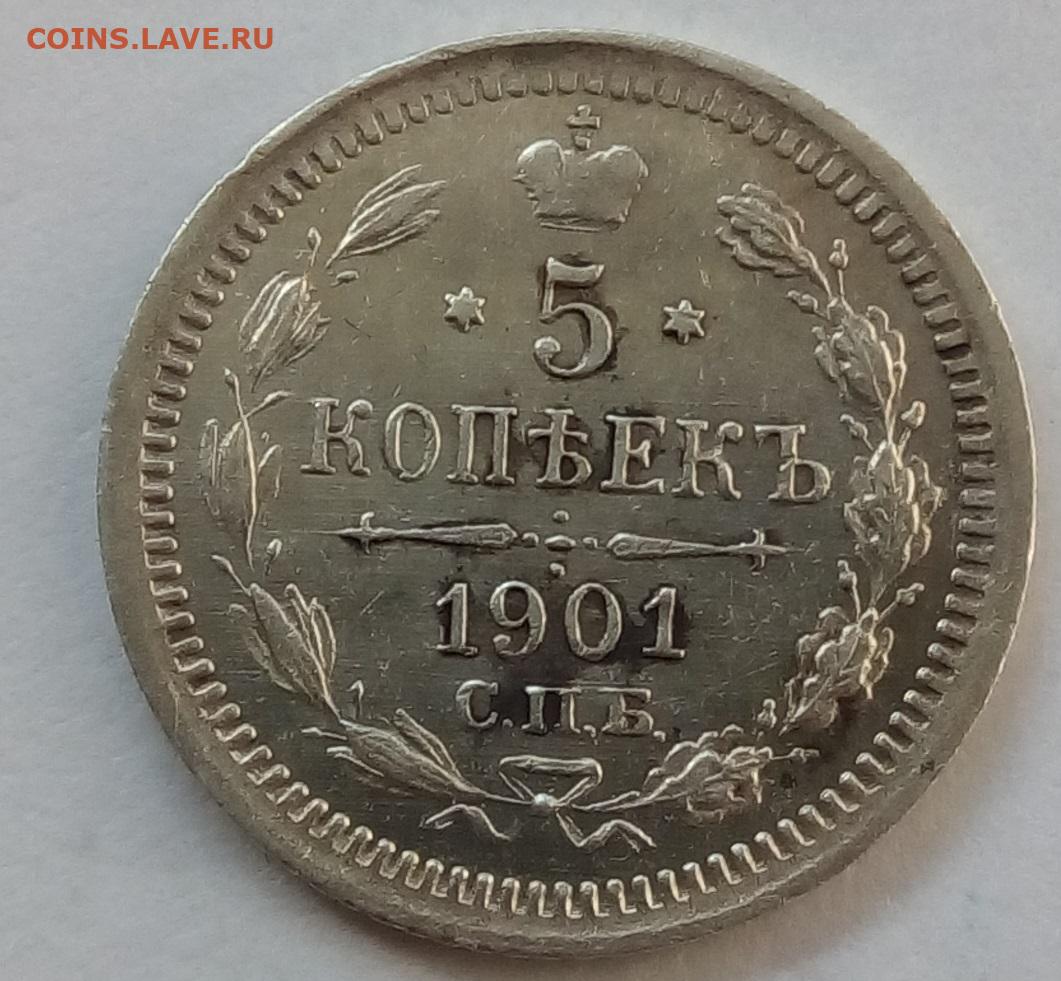 COINS.LAVE.RU
5
КОПѢЕКЪ
1901
С.П.Б.